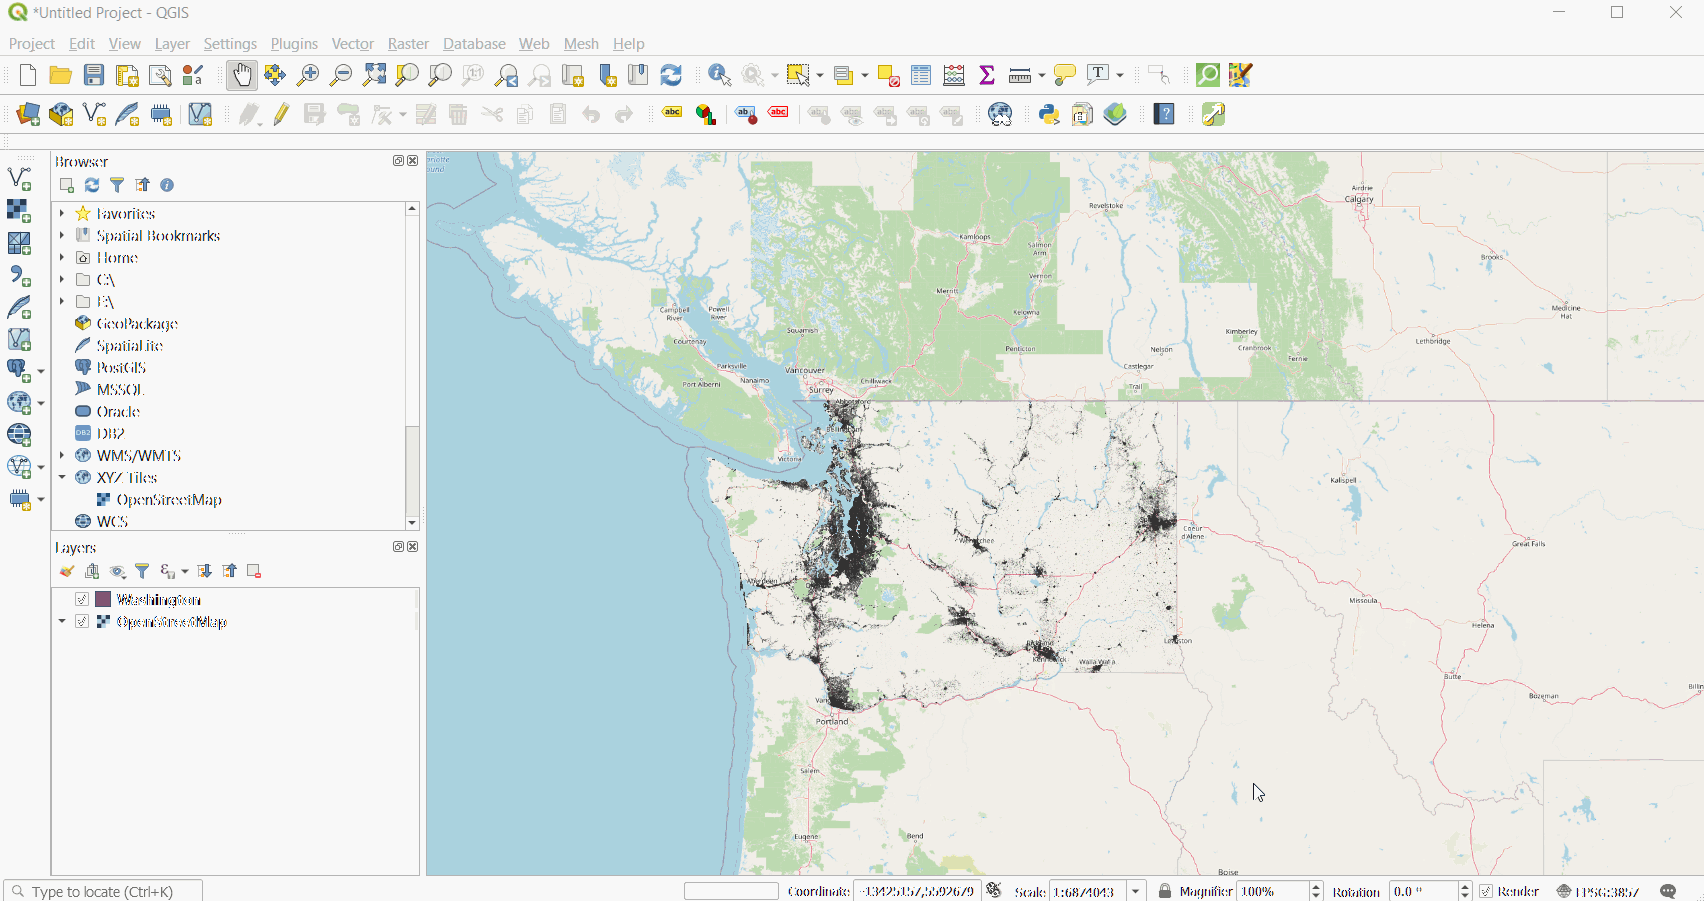 *Untitled Project - QGIS
Project Edit View Layer Settings Plugins Vector Raster Database Web Mesh Help
Browser
Favorites
Spatial Bookmarks
Home
C:\
E:\
GeoPackage
SpatiaLite
PostGIS
MSSQL
Oracle
DB2
WMS/WMTS
XYZ Tiles
OpenStreetMap
WCS
Layers
Washington
OpenStreetMap
Airdrie
Calgary
Revelstoke
Kamloops
Salmon
Arm
Vernon
Brooks
Merritt
Kelowna
Medicine
Hat
Campbell
River
Powell
River
Squamish
Courtenay
Kimberley
Cranbrook
Lethbridge
Penticton
Nelson
Fernie
Parksville
Vancouver
Castlegar
Port Alberni
Nanaimo
Surrey
Chilliwack
Trail
Abbotsford
Victoria
Kalispell
Coeur
d'Alene
Great Falls
Aberdeen
Missoula
Helena
Lewiston
Kennewick
Walla Walla
Butte
Bozeman
Portland
Salem
Eugene
Bend
Boise
Type to locate (Ctrl+K)
Coordinate -13425157,5592679 Scale 1:6874043 Magnifier 100% Rotation 0.0 ° Render EPSG:3857